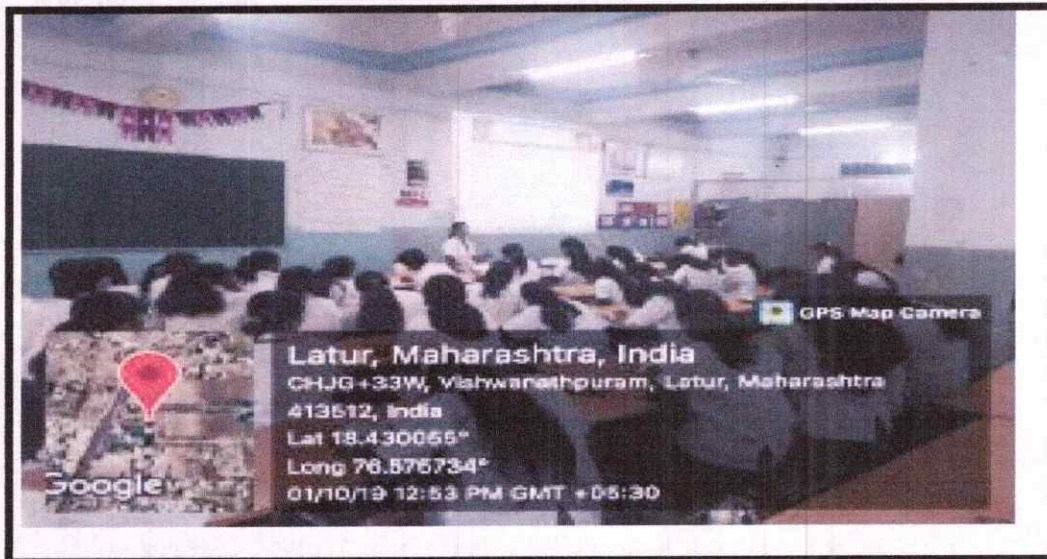 GPS Map Camera
Latur, Maharashtra, India
CHJG+33W, Vishwanathpuram, Latur, Maharashtra
413512, India
Lat 18.430055°
Long 76.576734°
01/10/19 12:53 PM GMT +05:30
Google